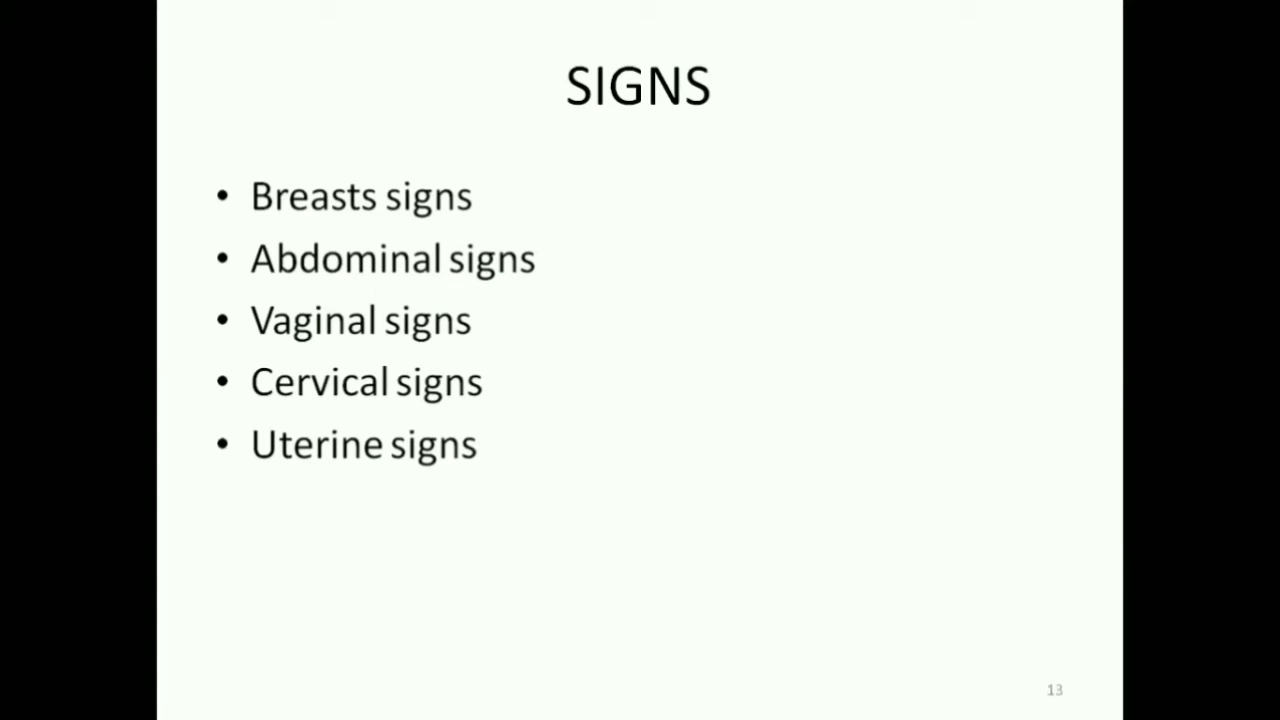 SIGNS
• Breasts signs
• Abdominal signs
• Vaginal signs
• Cervical signs
• Uterine signs
13